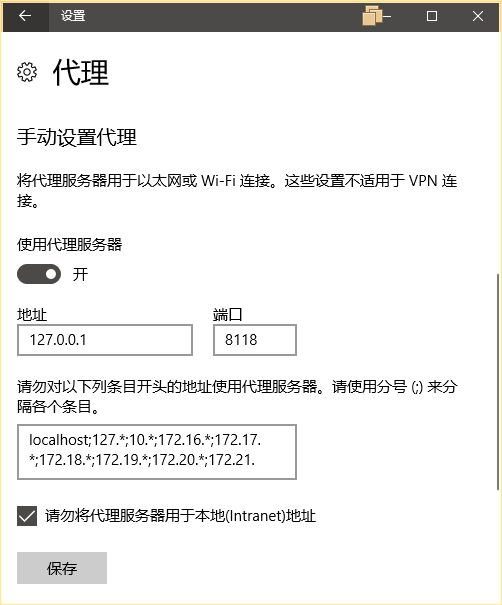 设置
代理
手动设置代理
将代理服务器用于以太网或 Wi-Fi 连接。这些设置不适用于 VPN 连
接。
使用代理服务器
开
地址 端口
127.0.0.1 8118
请勿对以下列条目开头的地址使用代理服务器。请使用分号 (;) 来分
隔各个条目。
localhost;127.*;10.*;172.16.*;172.17.
*;172.18.*;172.19.*;172.20.*;172.21.
请勿将代理服务器用于本地(Intranet)地址
保存